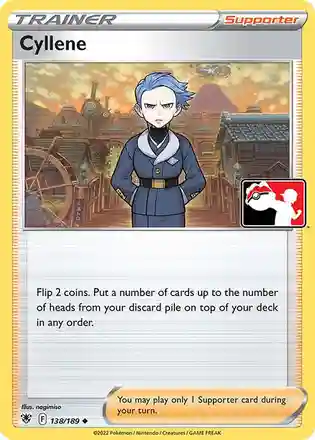 TRAINER Supporter
Cyllene
Flip 2 coins. Put a number of cards up to the number
of heads from your discard pile on top of your deck
in any order.
Illus. nagimiso
F 138/189
You may play only 1 Supporter card during
your turn.
©2022 Pokémon / Nintendo / Creatures / GAME FREAK